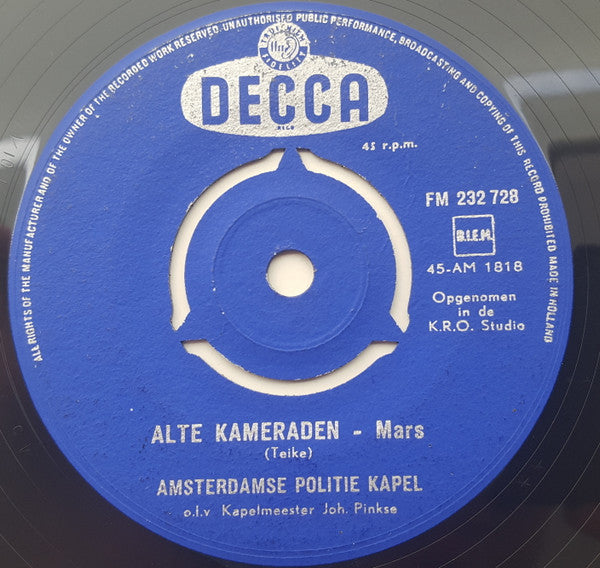 ALL RIGHTS OF THE MANUFACTURERAND OF THE OWNER OF THE RECORDED WORK RESERVED. UNAUTHORISED PUBLIC PERFORMANCE, BROADCASTING AND COPYING OF THIS RECORD PROHIBITED MADE IN HOLLAND
DECCA
45 r.p.m.
FM 232 728
B.I.E.M.
45-AM 1818
Opgenomen
in de
K.R.O. Studio
ALTE KAMERADEN - Mars
(Teike)
AMSTERDAMSE POLITIE KAPEL
o.l.v Kapelmeester Joh. Pinkse